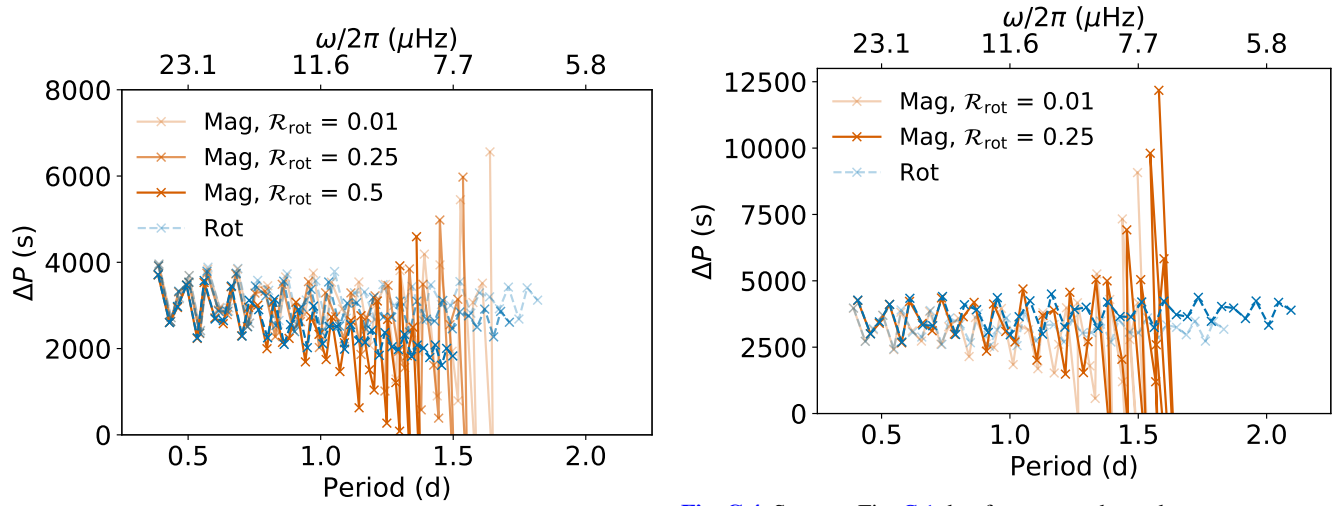 ω/2π (μHz)
23.1 11.6 7.7 5.8
8000
6000
4000
2000
0
ΔP (s)
Mag, ℛrot = 0.01
Mag, ℛrot = 0.25
Mag, ℛrot = 0.5
Rot
0.5 1.0 1.5 2.0
Period (d)
ω/2π (μHz)
23.1 11.6 7.7 5.8
12500
10000
7500
5000
2500
0
ΔP (s)
Mag, ℛrot = 0.01
Mag, ℛrot = 0.25
Rot
0.5 1.0 1.5 2.0
Period (d)